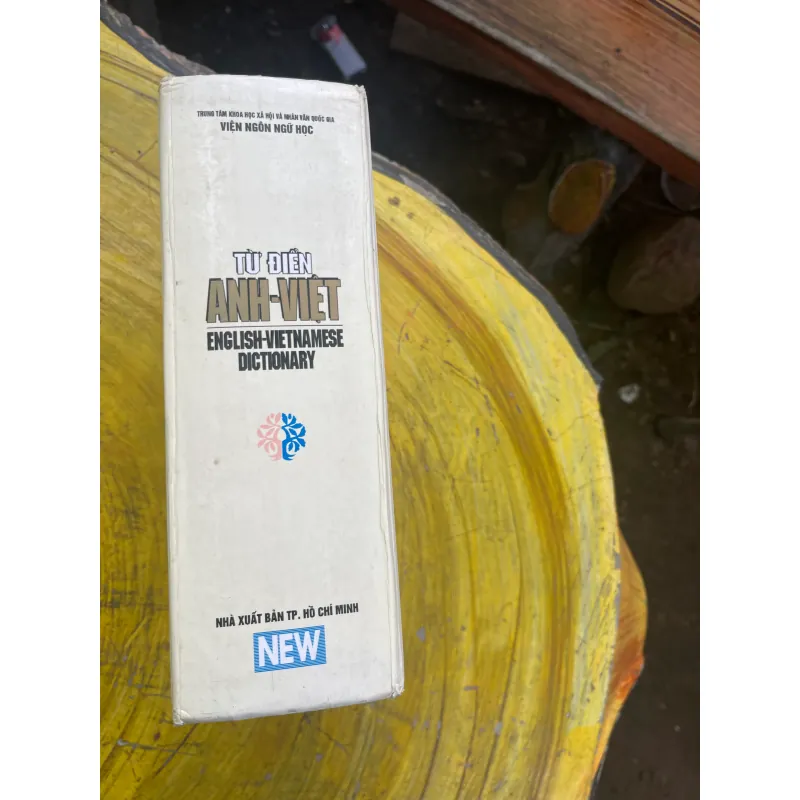 TRUNG TÂM KHOA HỌC XÃ HỘI VÀ NHÂN VĂN QUỐC GIA
VIỆN NGÔN NGỮ HỌC
TỪ ĐIỂN
ANH-VIỆT
ENGLISH-VIETNAMESE
DICTIONARY
NHÀ XUẤT BẢN TP. HỒ CHÍ MINH
NEW